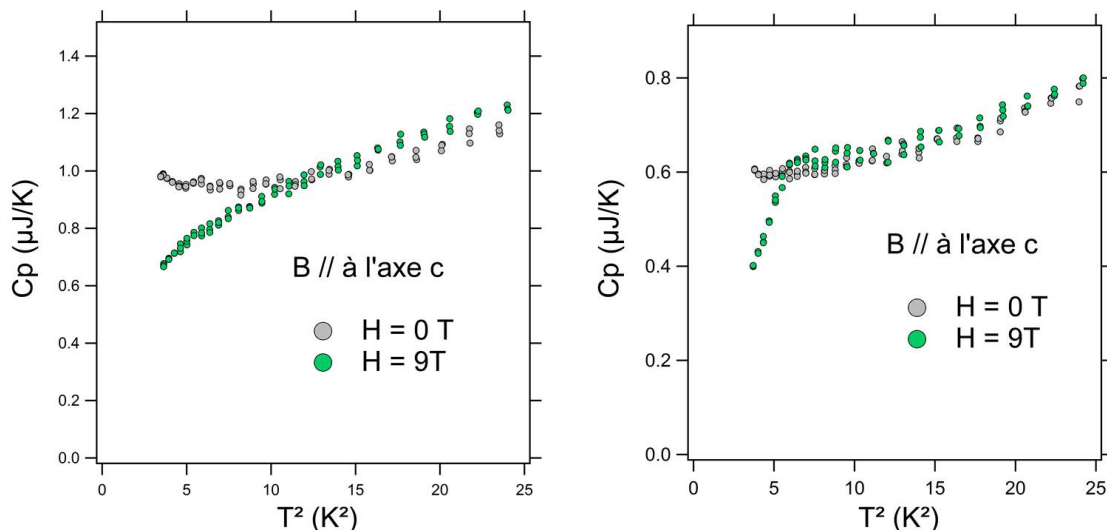 1.4
1.2
1.0
0.8
0.6
0.4
0.2
0.0
Cp (µJ/K)
B // à l'axe c
H = 0 T
H = 9T
0 5 10 15 20 25
T² (K²)
0.8
0.6
0.4
0.2
0.0
Cp (µJ/K)
B // à l'axe c
H = 0 T
H = 9T
0 5 10 15 20 25
T² (K²)